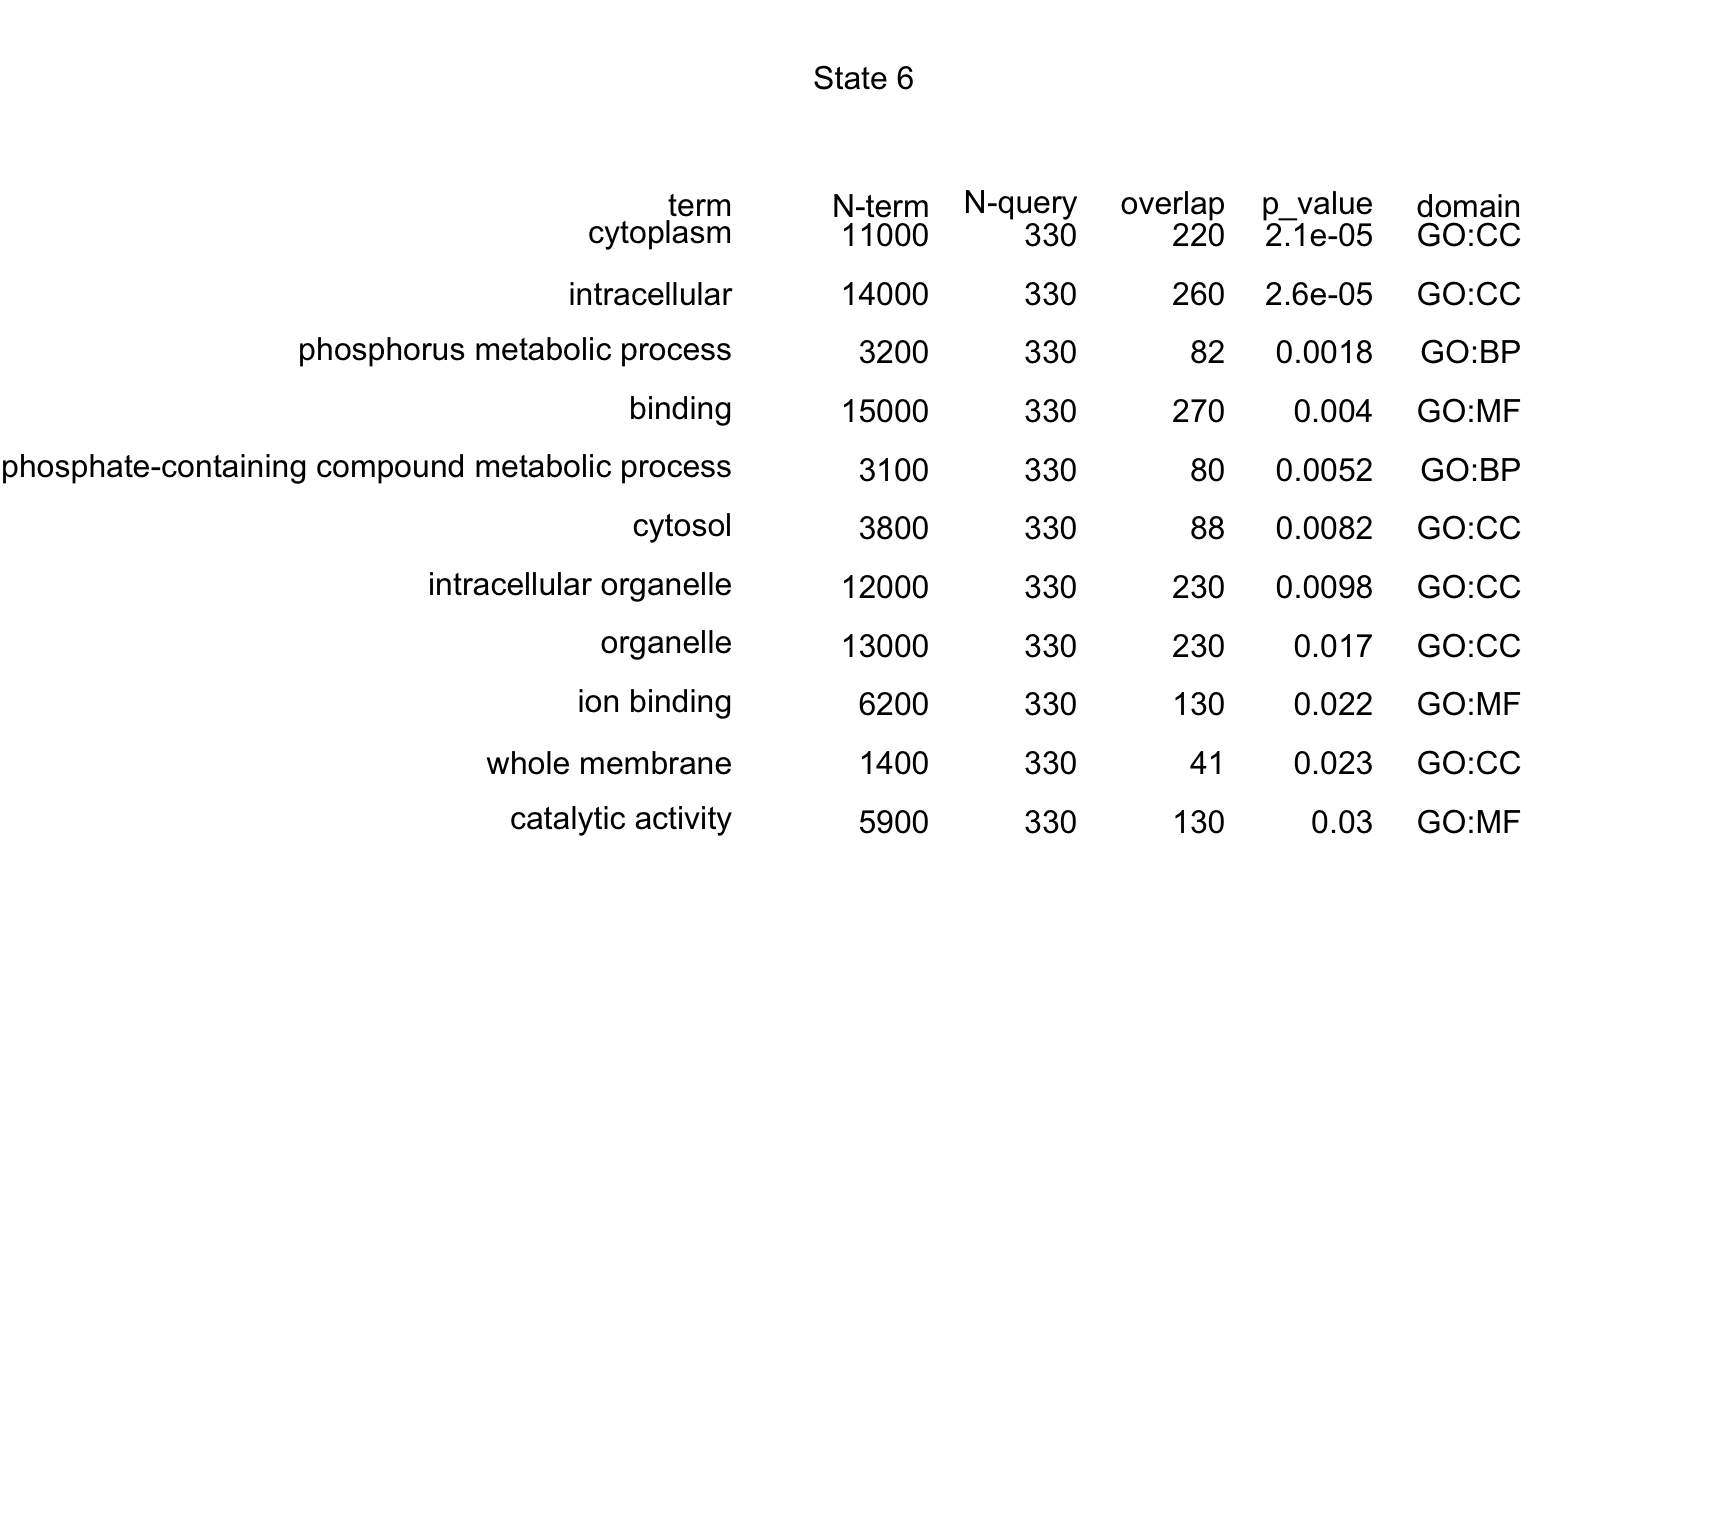 State 6
term N-term N-query overlap p_value domain
cytoplasm 11000 330 220 2.1e-05 GO:CC
intracellular 14000 330 260 2.6e-05 GO:CC
phosphorus metabolic process 3200 330 82 0.0018 GO:BP
binding 15000 330 270 0.004 GO:MF
phosphate-containing compound metabolic process 3100 330 80 0.0052 GO:BP
cytosol 3800 330 88 0.0082 GO:CC
intracellular organelle 12000 330 230 0.0098 GO:CC
organelle 13000 330 230 0.017 GO:CC
ion binding 6200 330 130 0.022 GO:MF
whole membrane 1400 330 41 0.023 GO:CC
catalytic activity 5900 330 130 0.03 GO:MF